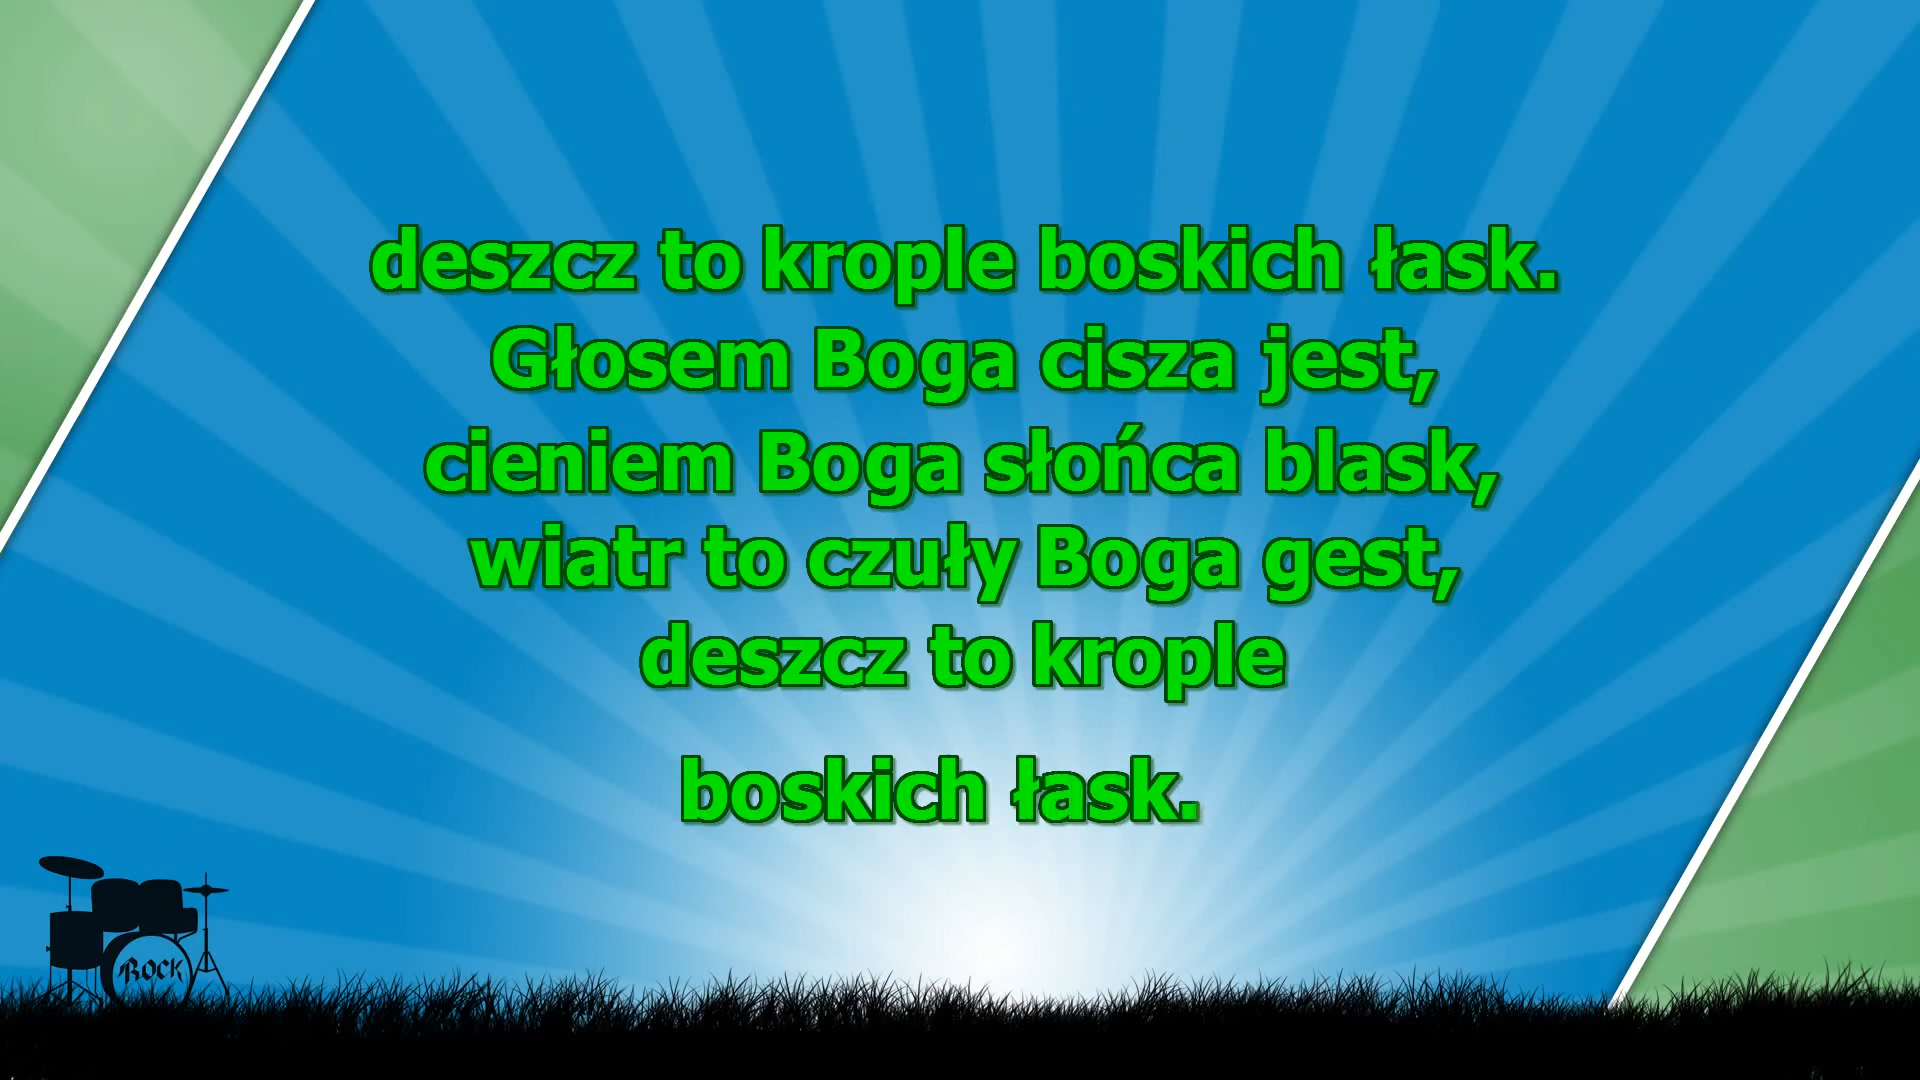 deszcz to krople boskich łask.
Głosem Boga cisza jest,
cieniem Boga słońca blask,
wiatr to czuły Boga gest,
deszcz to krople
boskich łask.
ROCK